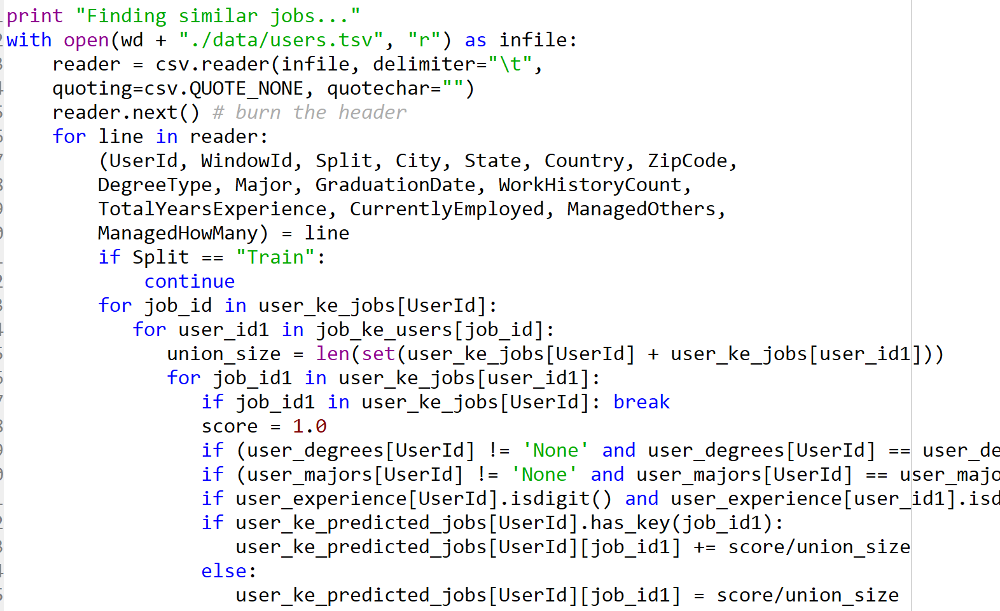 print "Finding similar jobs..."
with open(wd + "./data/users.tsv", "r") as infile:
    reader = csv.reader(infile, delimiter="\t",
    quoting=csv.QUOTE_NONE, quotechar="")
    reader.next() # burn the header
    for line in reader:
        (UserId, WindowId, Split, City, State, Country, ZipCode,
        DegreeType, Major, GraduationDate, WorkHistoryCount,
        TotalYearsExperience, CurrentlyEmployed, ManagedOthers,
        ManagedHowMany) = line
        if Split == "Train":
            continue
        for job_id in user_ke_jobs[UserId]:
           for user_id1 in job_ke_users[job_id]:
              union_size = len(set(user_ke_jobs[UserId] + user_ke_jobs[user_id1]))
              for job_id1 in user_ke_jobs[user_id1]:
                 if job_id1 in user_ke_jobs[UserId]: break
                 score = 1.0
                 if (user_degrees[UserId] != 'None' and user_degrees[UserId] == user_de
                 if (user_majors[UserId] != 'None' and user_majors[UserId] == user_majo
                 if user_experience[UserId].isdigit() and user_experience[user_id1].isd
                 if user_ke_predicted_jobs[UserId].has_key(job_id1):
                    user_ke_predicted_jobs[UserId][job_id1] += score/union_size
                 else:
                    user_ke_predicted_jobs[UserId][job_id1] = score/union_size